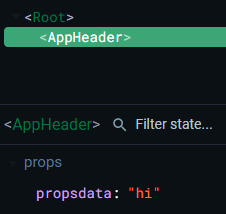 <Root>
<AppHeader>
<AppHeader> Filter state...
props
propsdata: "hi"